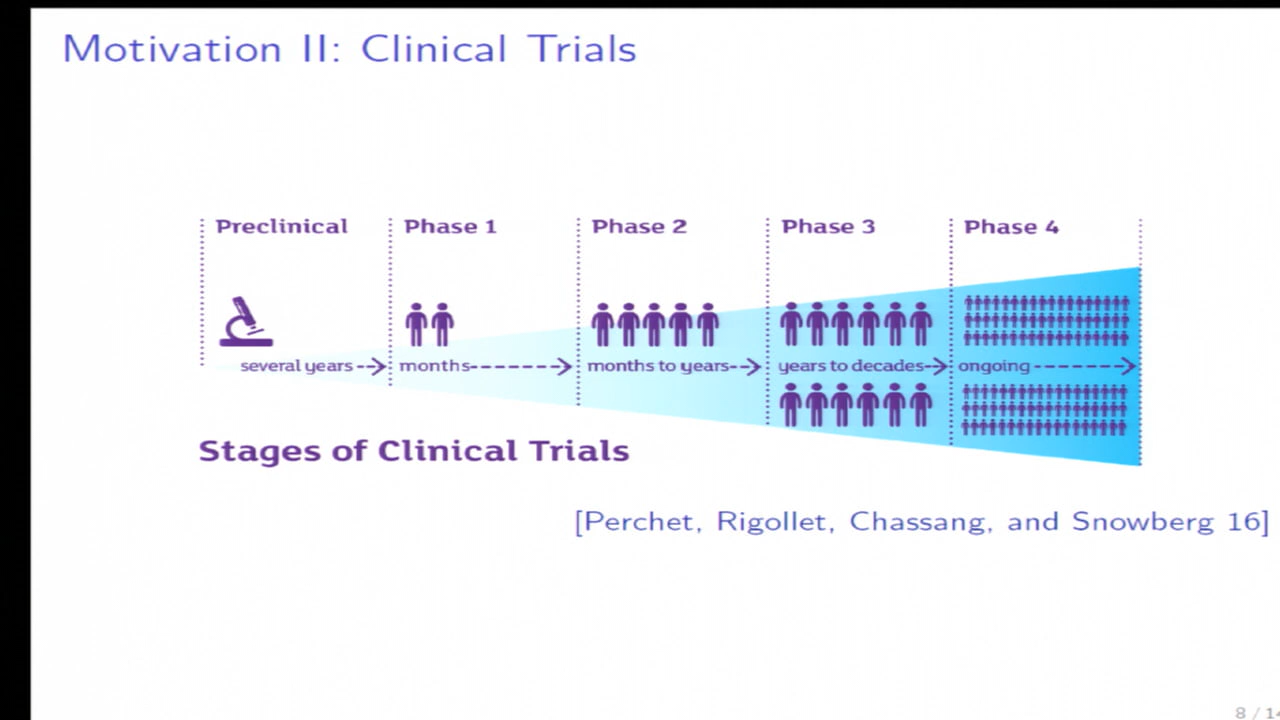 Motivation II: Clinical Trials
Preclinical
Phase 1
Phase 2
Phase 3
Phase 4
several years
months
months to years
years to decades
ongoing
Stages of Clinical Trials
[Perchet, Rigollet, Chassang, and Snowberg 16]
8 / 14